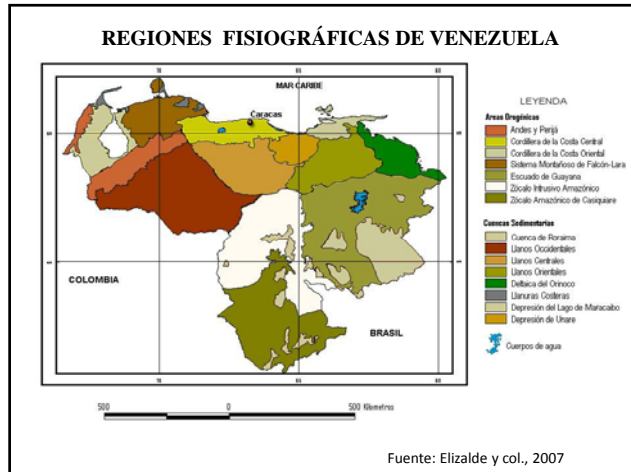 REGIONES FISIOGRÁFICAS DE VENEZUELA
MAR CARIBE
Caracas
COLOMBIA
BRASIL
LEYENDA
Areas Orogénicas
Andes y Perijá
Cordillera de la Costa Central
Cordillera de la Costa Oriental
Sistema Montañoso de Falcón-Lara
Escuado de Guayana
Zócalo Intrusivo Amazónico
Zócalo Amazónico de Casiquiare
Cuencas Sedimentarias
Cuenca de Roraima
Llanos Occidentales
Llanos Centrales
Llanos Orientales
Deltaica del Orinoco
Llanuras Costeras
Depresión del Lago de Maracaibo
Depresión de Unare
Cuerpos de agua
500 0 500 Kilometros
Fuente: Elizalde y col., 2007